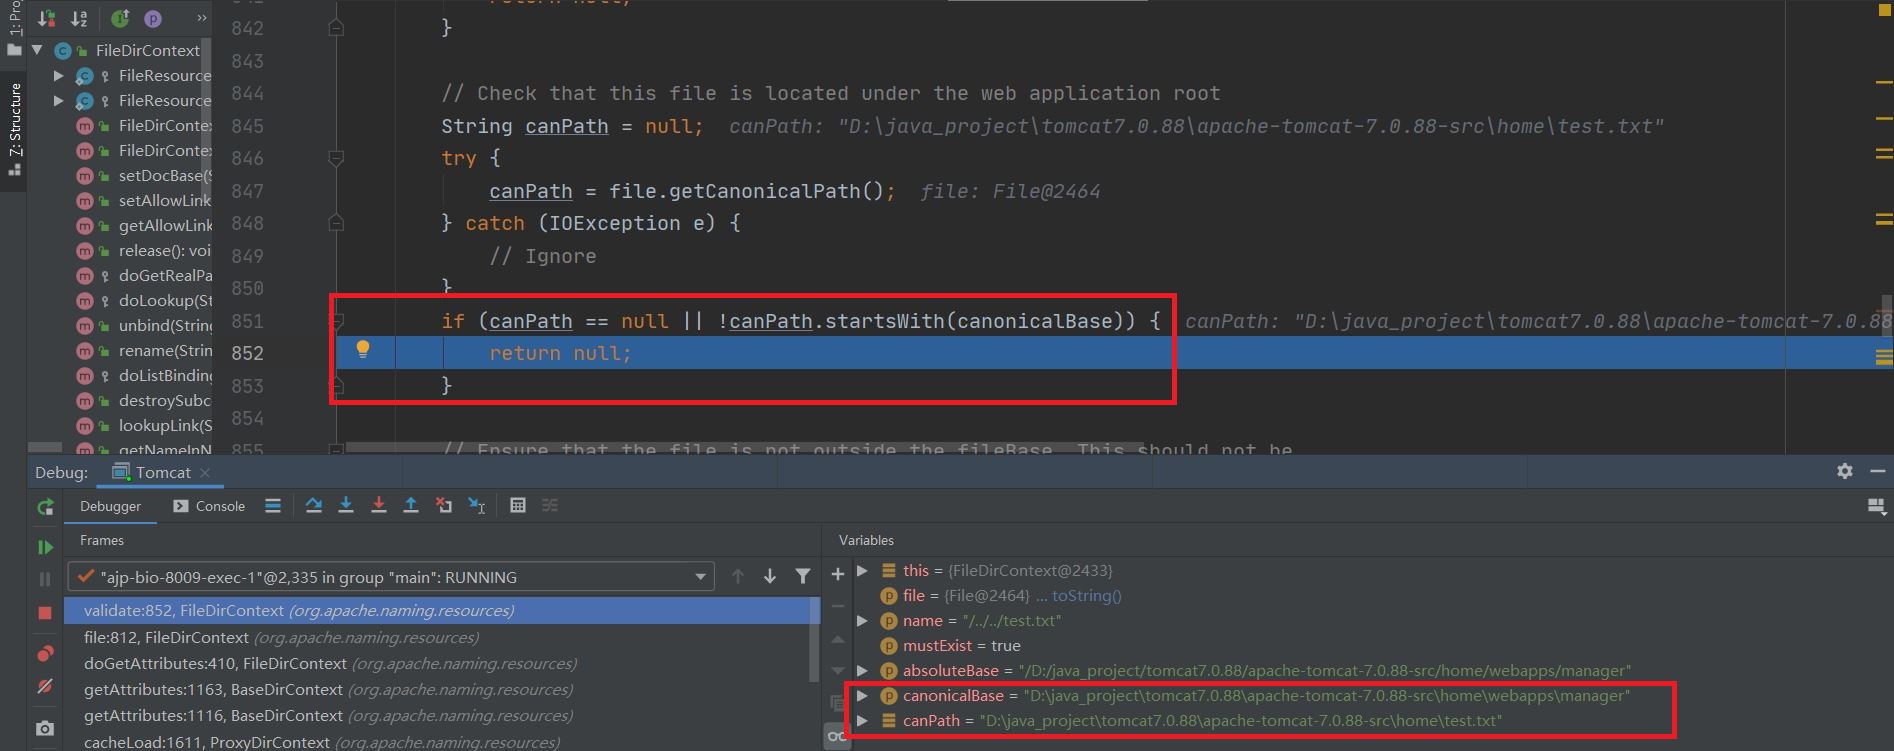 1: Proj
7: Structure
FileDirContext
FileResource
FileResource
FileDirConte
FileDirConte
setDocBase(S
setAllowLink
getAllowLink
release(): voi
doGetRealPa
doLookup(St
unbind(String
rename(String
doListBinding
destroySubc
lookupLink(S
getNameInN
return null;
842 }
843
844 // Check that this file is located under the web application root
845 String canPath = null; canPath: "D:\java_project\tomcat7.0.88\apache-tomcat-7.0.88-src\home\test.txt"
846 try {
847 canPath = file.getCanonicalPath(); file: File@2464
848 } catch (IOException e) {
849 // Ignore
850 }
851 if (canPath == null || !canPath.startsWith(canonicalBase)) { canPath: "D:\java_project\tomcat7.0.88\apache-tomcat-7.0.88
852 return null;
853 }
854
855 // Ensure that the file is not outside the fileBase. This should not be
Debug: Tomcat
Debugger Console
Frames
"ajp-bio-8009-exec-1"@2,335 in group "main": RUNNING
validate:852, FileDirContext (org.apache.naming.resources)
file:812, FileDirContext (org.apache.naming.resources)
doGetAttributes:410, FileDirContext (org.apache.naming.resources)
getAttributes:1163, BaseDirContext (org.apache.naming.resources)
getAttributes:1116, BaseDirContext (org.apache.naming.resources)
cacheLoad:1611, ProxyDirContext (org.apache.naming.resources)
Variables
this = {FileDirContext@2433}
file = {File@2464} ... toString()
name = "/../../test.txt"
mustExist = true
absoluteBase = "/D:/java_project/tomcat7.0.88/apache-tomcat-7.0.88-src/home/webapps/manager"
canonicalBase = "D:\java_project\tomcat7.0.88\apache-tomcat-7.0.88-src\home\webapps\manager"
canPath = "D:\java_project\tomcat7.0.88\apache-tomcat-7.0.88-src\home\test.txt"